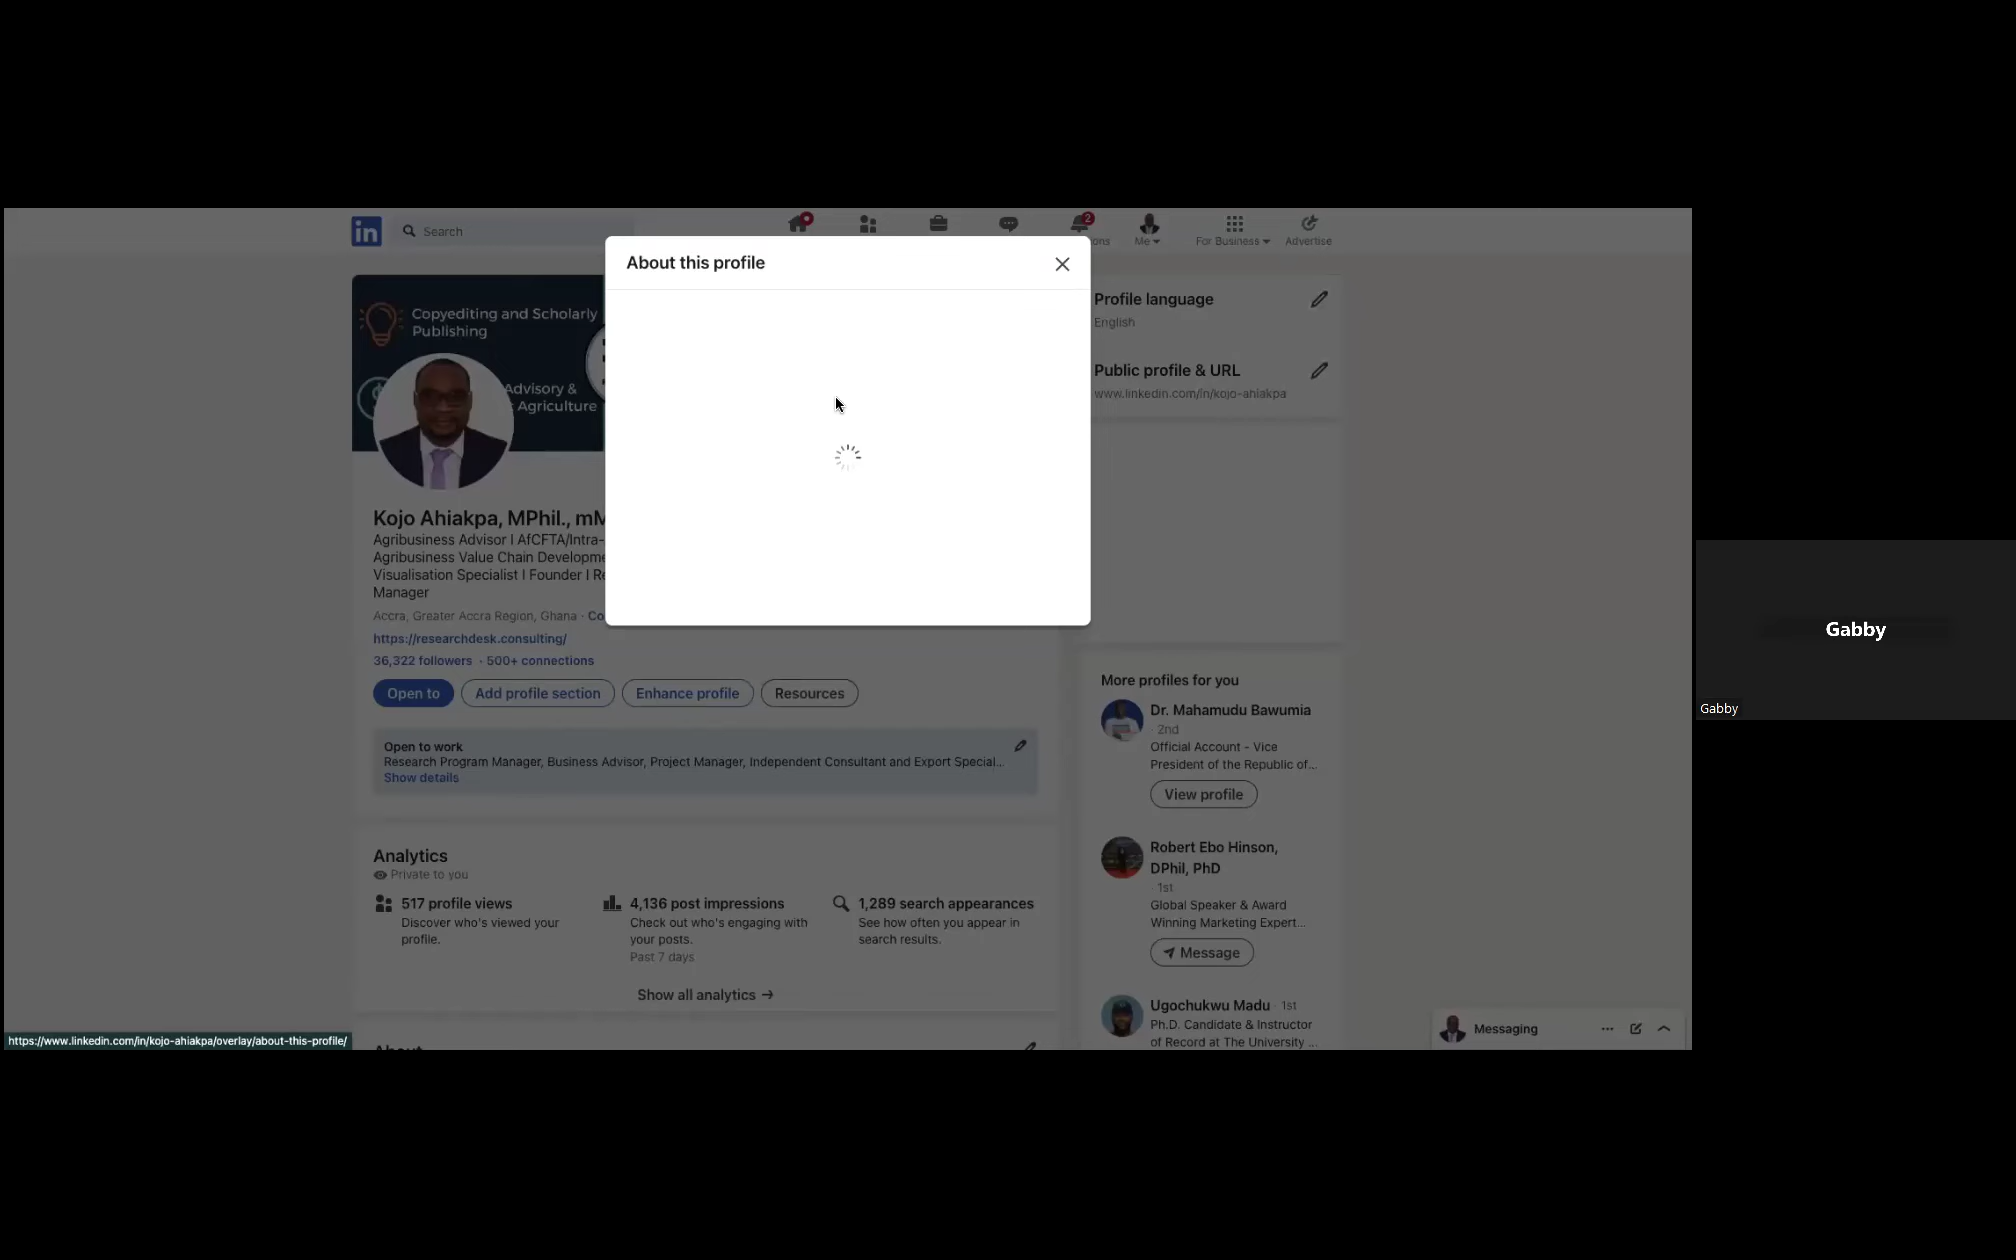 in
Search
ons
Me
For Business
Advertise
2
About this profile
Copyediting and Scholarly
Publishing
Advisory &
Agriculture
Profile language
English
Public profile & URL
www.linkedin.com/in/kojo-ahiakpa
Kojo Ahiakpa, MPhil., mM
Agribusiness Advisor I AfCFTA/Intra-
Agribusiness Value Chain Developme
Visualisation Specialist I Founder I Re
Manager
Accra, Greater Accra Region, Ghana · Co
https://researchdesk.consulting/
36,322 followers · 500+ connections
Open to
Add profile section
Enhance profile
Resources
Open to work
Research Program Manager, Business Advisor, Project Manager, Independent Consultant and Export Special...
Show details
Analytics
Private to you
517 profile views
Discover who's viewed your
profile.
4,136 post impressions
Check out who's engaging with
your posts.
Past 7 days
1,289 search appearances
See how often you appear in
search results.
Show all analytics →
About
More profiles for you
Dr. Mahamudu Bawumia
· 2nd
Official Account - Vice
President of the Republic of...
View profile
Robert Ebo Hinson,
DPhil, PhD
· 1st
Global Speaker & Award
Winning Marketing Expert...
Message
Ugochukwu Madu · 1st
Ph.D. Candidate & Instructor
of Record at The University ...
Messaging
https://www.linkedin.com/in/kojo-ahiakpa/overlay/about-this-profile/
Gabby
Gabby